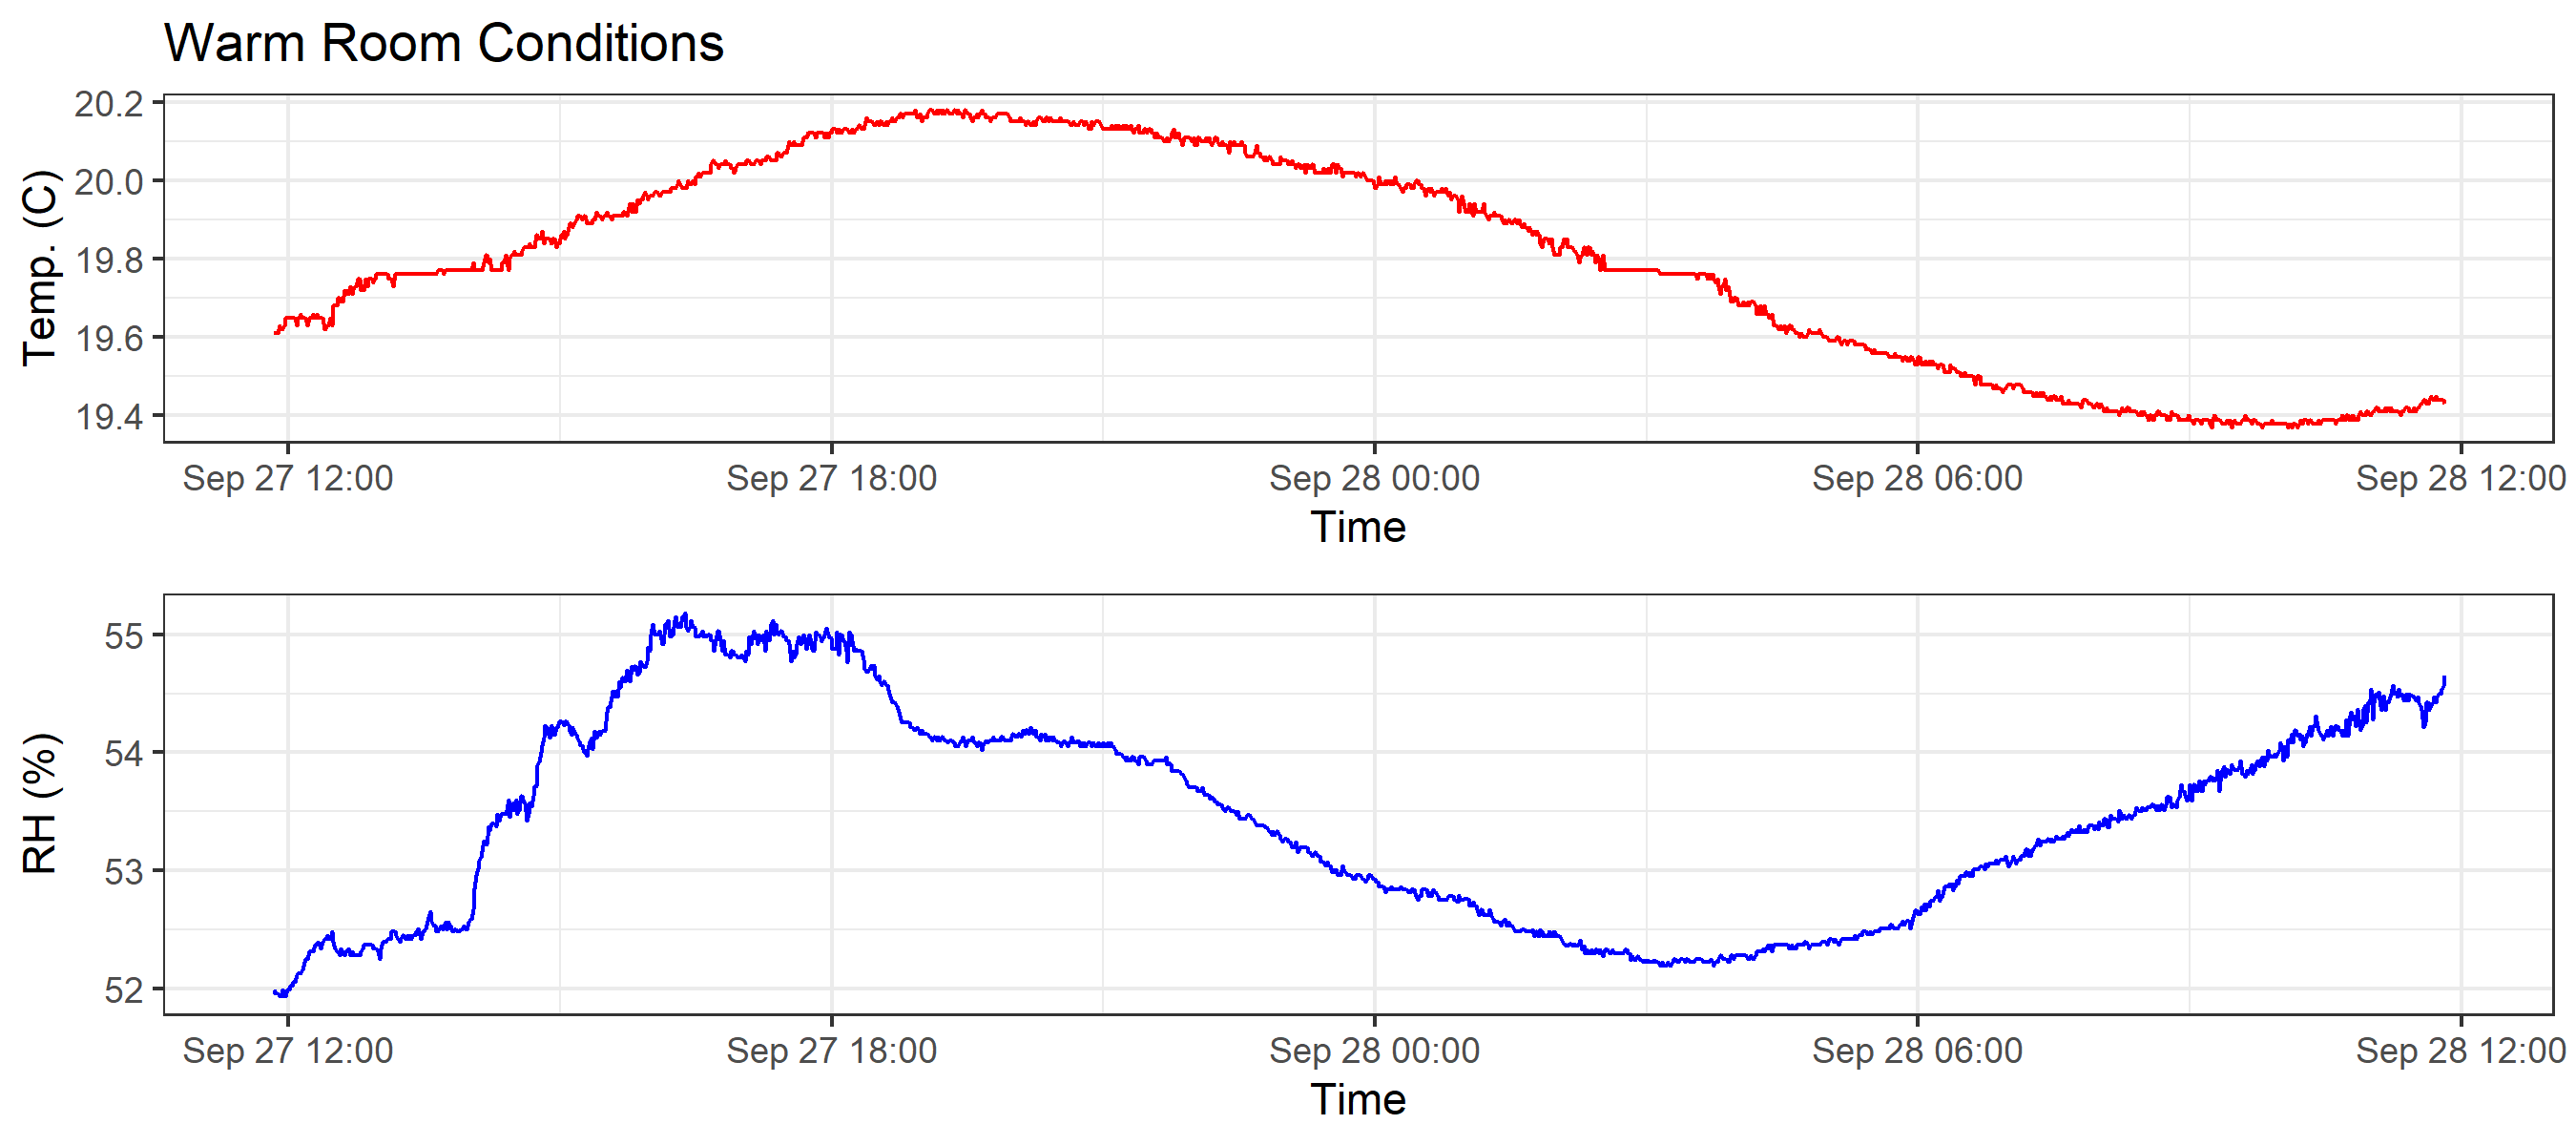 Warm Room Conditions
Temp. (C)
20.2
20.0
19.8
19.6
19.4
Sep 27 12:00 Sep 27 18:00 Sep 28 00:00 Sep 28 06:00 Sep 28 12:00
Time
RH (%)
55
54
53
52
Sep 27 12:00 Sep 27 18:00 Sep 28 00:00 Sep 28 06:00 Sep 28 12:00
Time